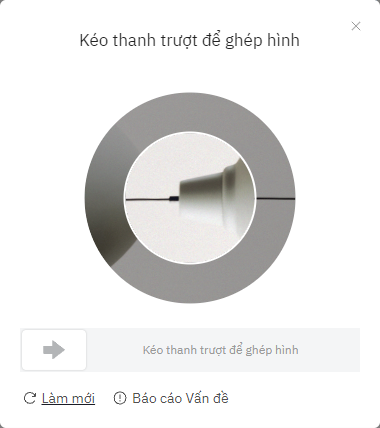 Kéo thanh trượt để ghép hình
Kéo thanh trượt để ghép hình
Làm mới
Báo cáo Vấn đề